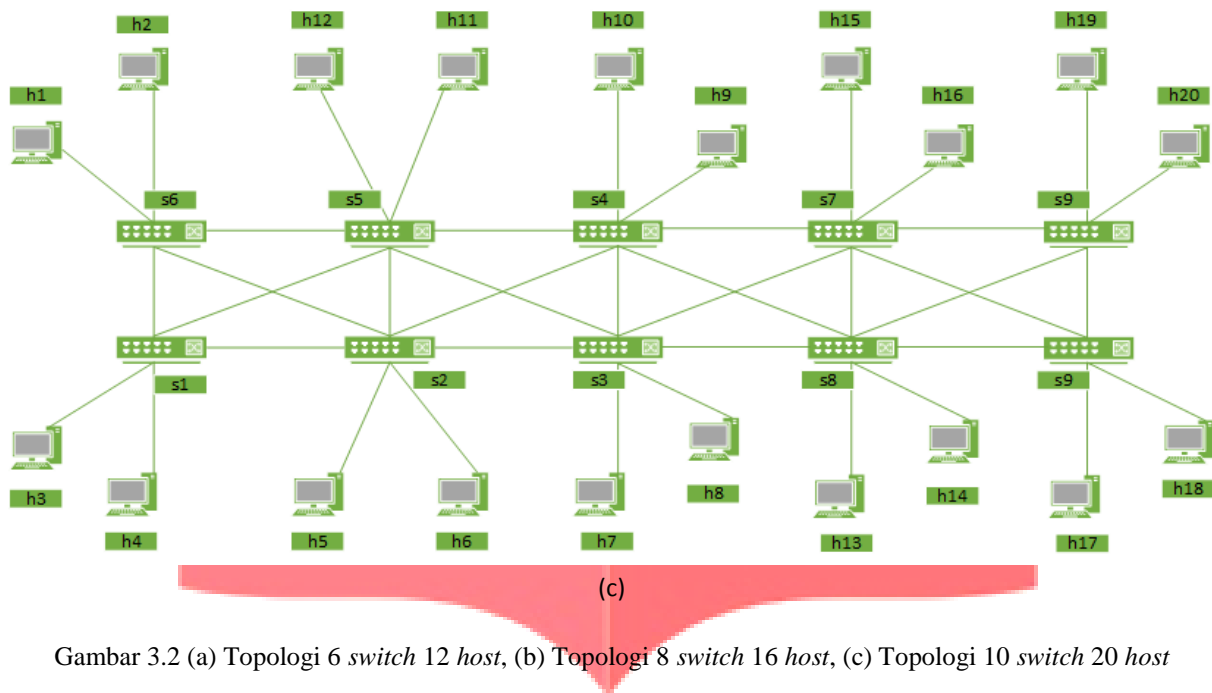 h2 h12 h11 h10 h15 h19
h1 h9 h16 h20
s6 s5 s4 s7 s9
s1 s2 s3 s8 s9
h3 h8 h14 h18
h4 h5 h6 h7 h13 h17
(c)
Gambar 3.2 (a) Topologi 6 switch 12 host, (b) Topologi 8 switch 16 host, (c) Topologi 10 switch 20 host